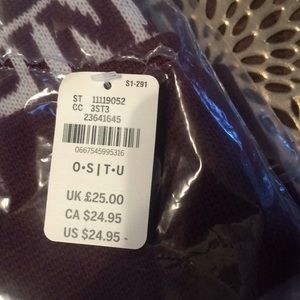 S1-291
ST 11119052
CC 3ST3
23641645
0667545995316
O•S|T•U
UK £25.00
CA $24.95
US $24.95 -